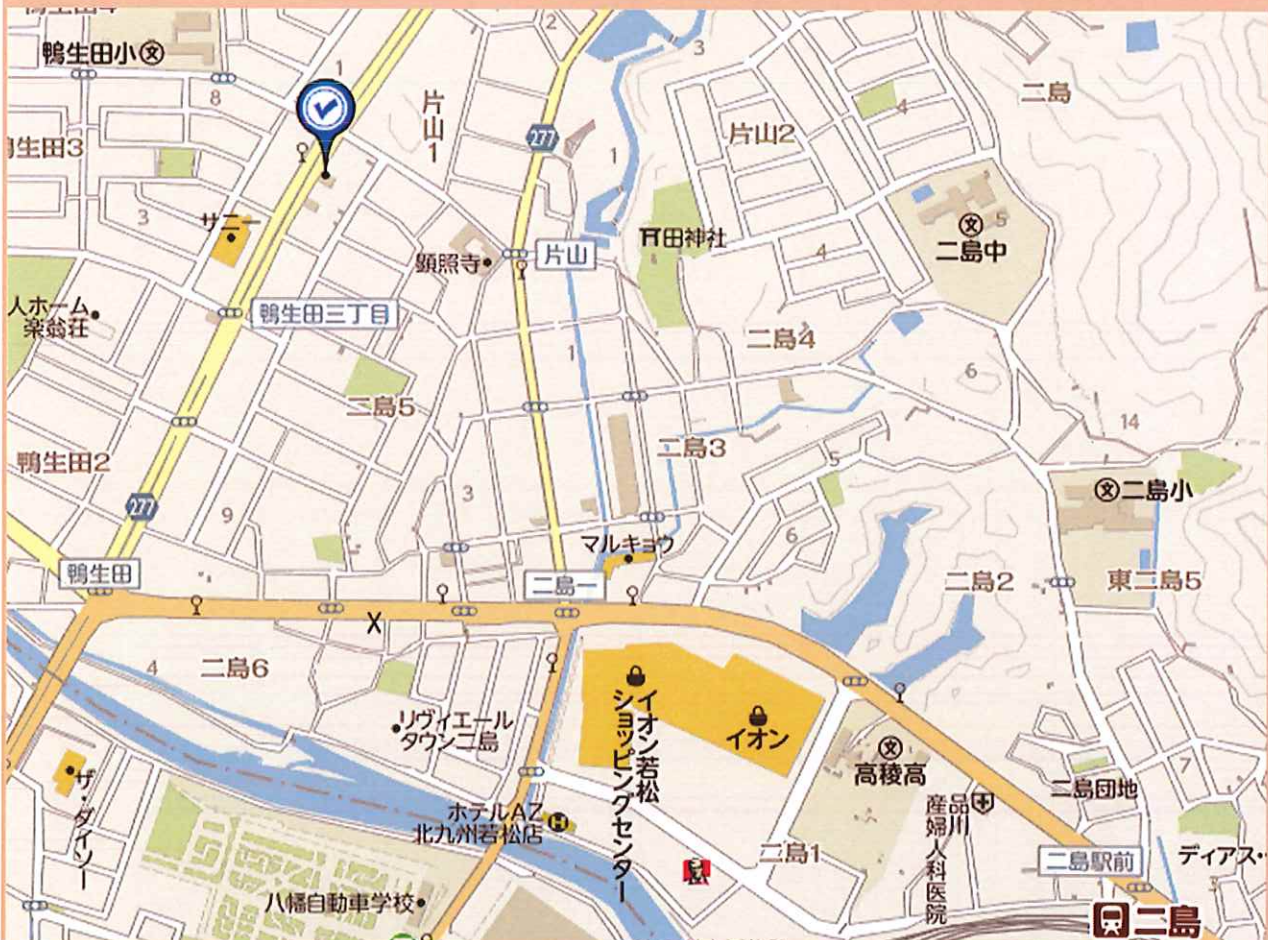 鴨生田小
文
1
2
3
8
片山1
277
1
片山2
4
二島
鴨生田3
3
サニー
顕照寺
片山
田神社
4
文
5
二島中
人ホーム
楽翁荘
鴨生田三丁目
1
二島4
6
二島5
14
鴨生田2
二島3
5
文
二島小
277
9
3
6
マルキョウ
鴨生田
二島一
二島2
東二島5
X
4
二島6
リヴィエール
タウン二島
イオン若松
ショッピングセンター
イオン
文
高稜高
二島団地
7
ザ・ダイソー
ホテルAZ
北九州若松店
H
品川
産婦人科医院
二島1
二島駅前
ディアス
3
1
八幡自動車学校
二島